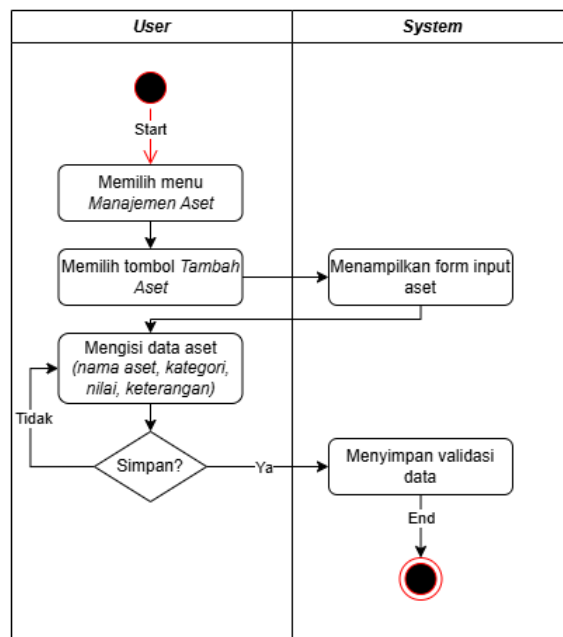 User
System
Start
Memilih menu
Manajemen Aset
Memilih tombol Tambah
Aset
Menampilkan form input
aset
Mengisi data aset
(nama aset, kategori,
nilai, keterangan)
Tidak
Simpan?
Ya
Menyimpan validasi
data
End